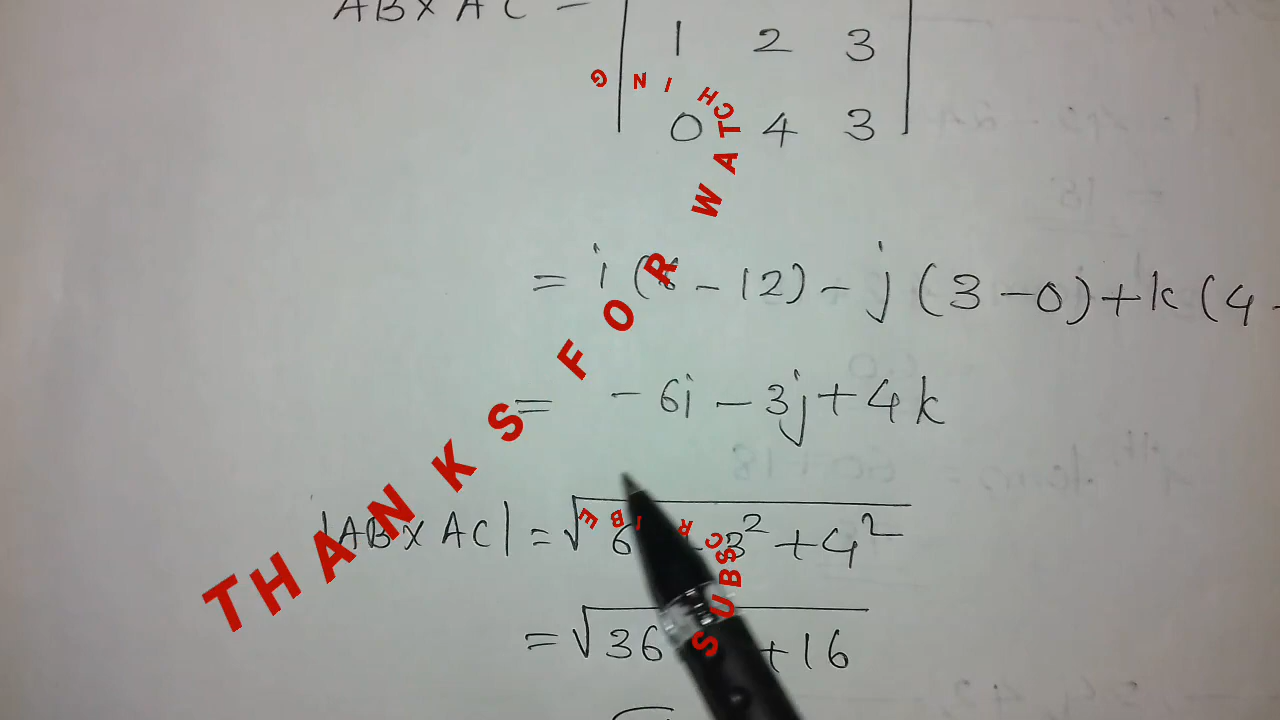 AB × AC =
1 2 3
0 4 3
= i (6 - 12) - j (3 - 0) + k (4 -
= - 6i - 3j + 4k
|AB × AC| = √6 3² + 4²
= √36 + 16
THANKS FOR WATCHING
SUBSCRIBE